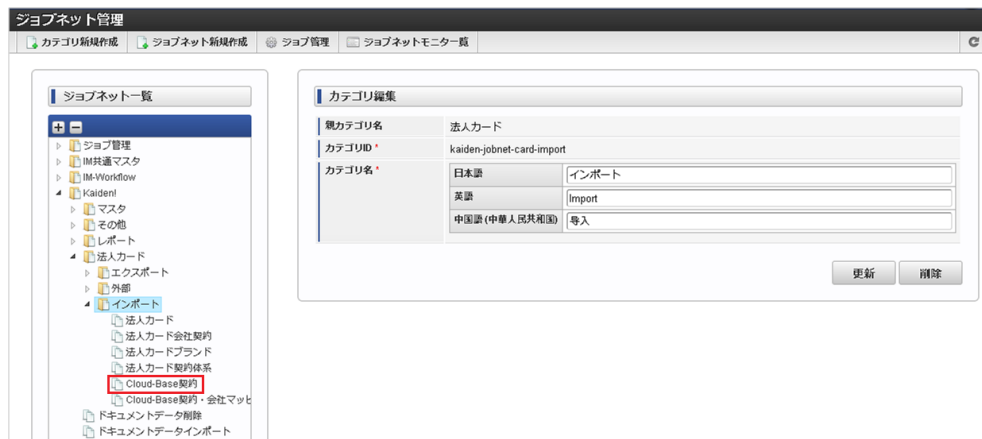 ジョブネット管理
カテゴリ新規作成 ジョブネット新規作成 ジョブ管理 ジョブネットモニター覧
ジョブネット一覧
ジョブ管理
IM共通マスタ
IM-Workflow
Kaiden!
マスタ
その他
レポート
法人カード
エクスポート
外部
インポート
法人カード
法人カード会社契約
法人カードブランド
法人カード契約体系
Cloud-Base契約
Cloud-Base契約・会社マッピ
ドキュメントデータ削除
ドキュメントデータインポート
カテゴリ編集
親カテゴリ名 法人カード
カテゴリID * kaiden-jobnet-card-import
カテゴリ名 *
日本語 インポート
英語 Import
中国語(中華人民共和国) 导入
更新 削除